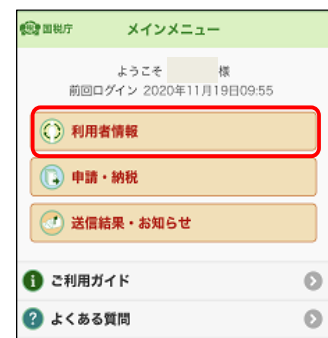 国税庁 メインメニュー
ようこそ 様
前回ログイン 2020年11月19日09:55
利用者情報
申請・納税
送信結果・お知らせ
ご利用ガイド
よくある質問